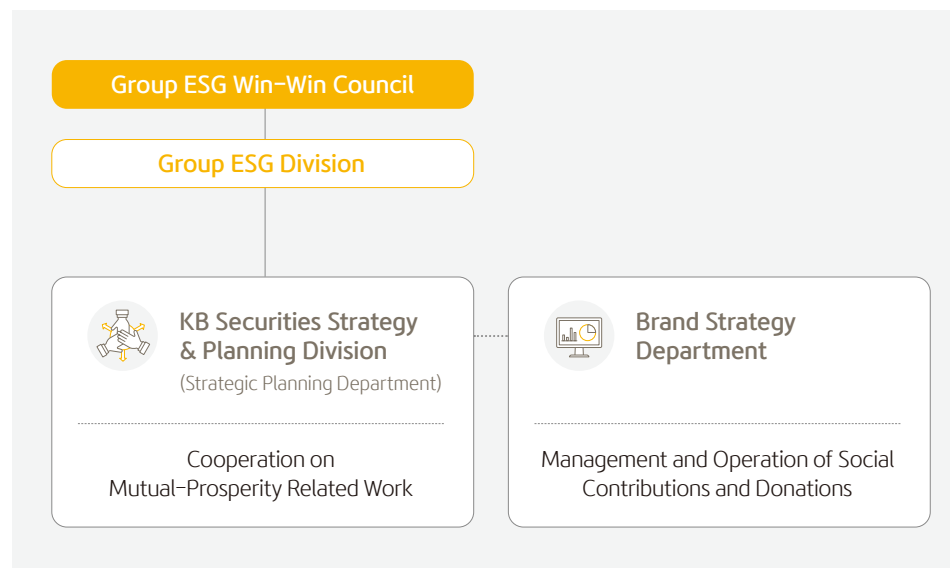 Group ESG Win-Win Council
Group ESG Division
KB Securities Strategy
& Planning Division
(Strategic Planning Department)
Cooperation on
Mutual-Prosperity Related Work
Brand Strategy
Department
Management and Operation of Social
Contributions and Donations